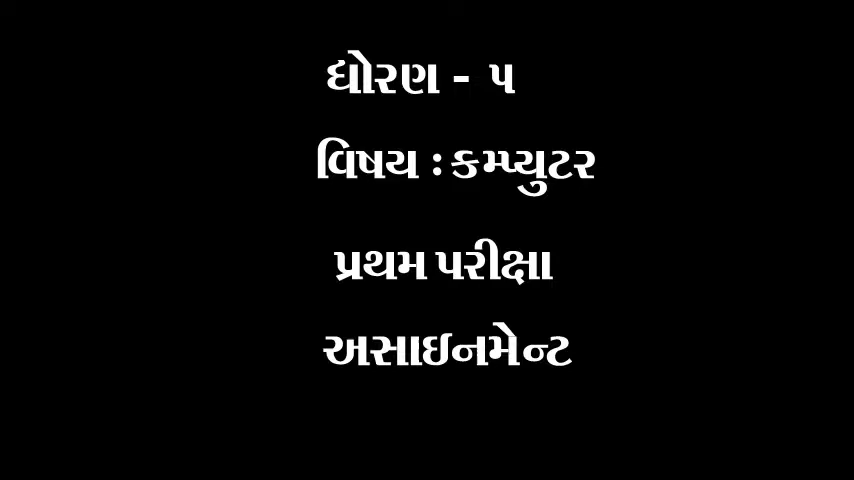 ધોરણ - ૫
વિષય : કમ્પ્યુટર
પ્રથમ પરીક્ષા
અસાઇનમેન્ટ